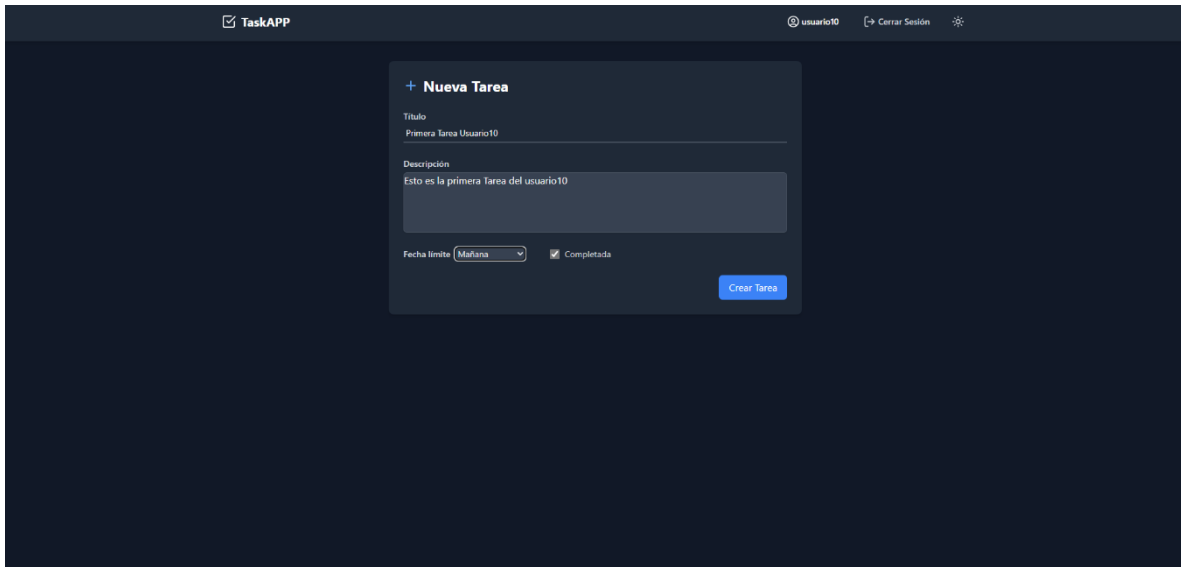 TaskAPP
usuario10
Cerrar Sesión
Nueva Tarea
Título
Primera Tarea Usuario10
Descripción
Esto es la primera Tarea del usuario10
Fecha límite Mañana Completada
Crear Tarea